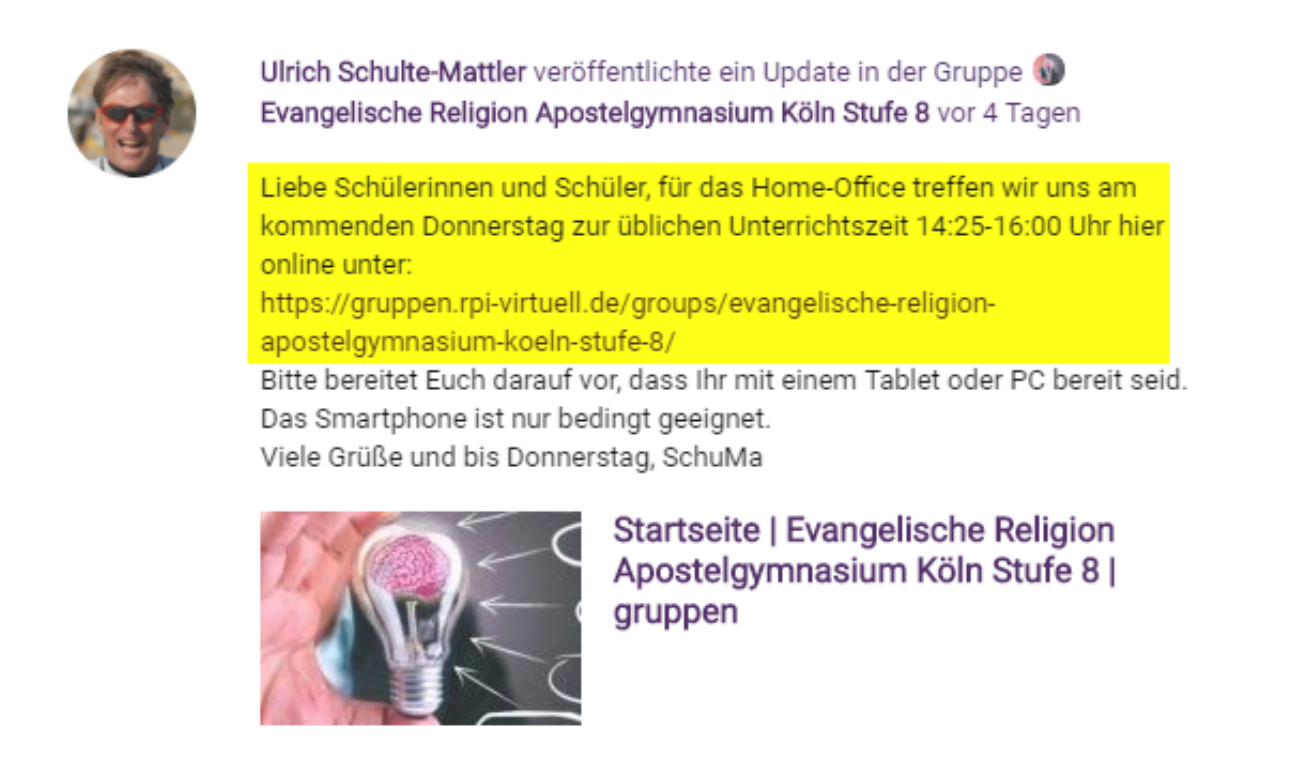 Ulrich Schulte-Mattler veröffentlichte ein Update in der Gruppe
Evangelische Religion Apostelgymnasium Köln Stufe 8 vor 4 Tagen
Liebe Schülerinnen und Schüler, für das Home-Office treffen wir uns am
kommenden Donnerstag zur üblichen Unterrichtszeit 14:25-16:00 Uhr hier
online unter:
https://gruppen.rpi-virtuell.de/groups/evangelische-religion-
apostelgymnasium-koeln-stufe-8/
Bitte bereitet Euch darauf vor, dass Ihr mit einem Tablet oder PC bereit seid.
Das Smartphone ist nur bedingt geeignet.
Viele Grüße und bis Donnerstag, SchuMa
Startseite | Evangelische Religion
Apostelgymnasium Köln Stufe 8 |
gruppen